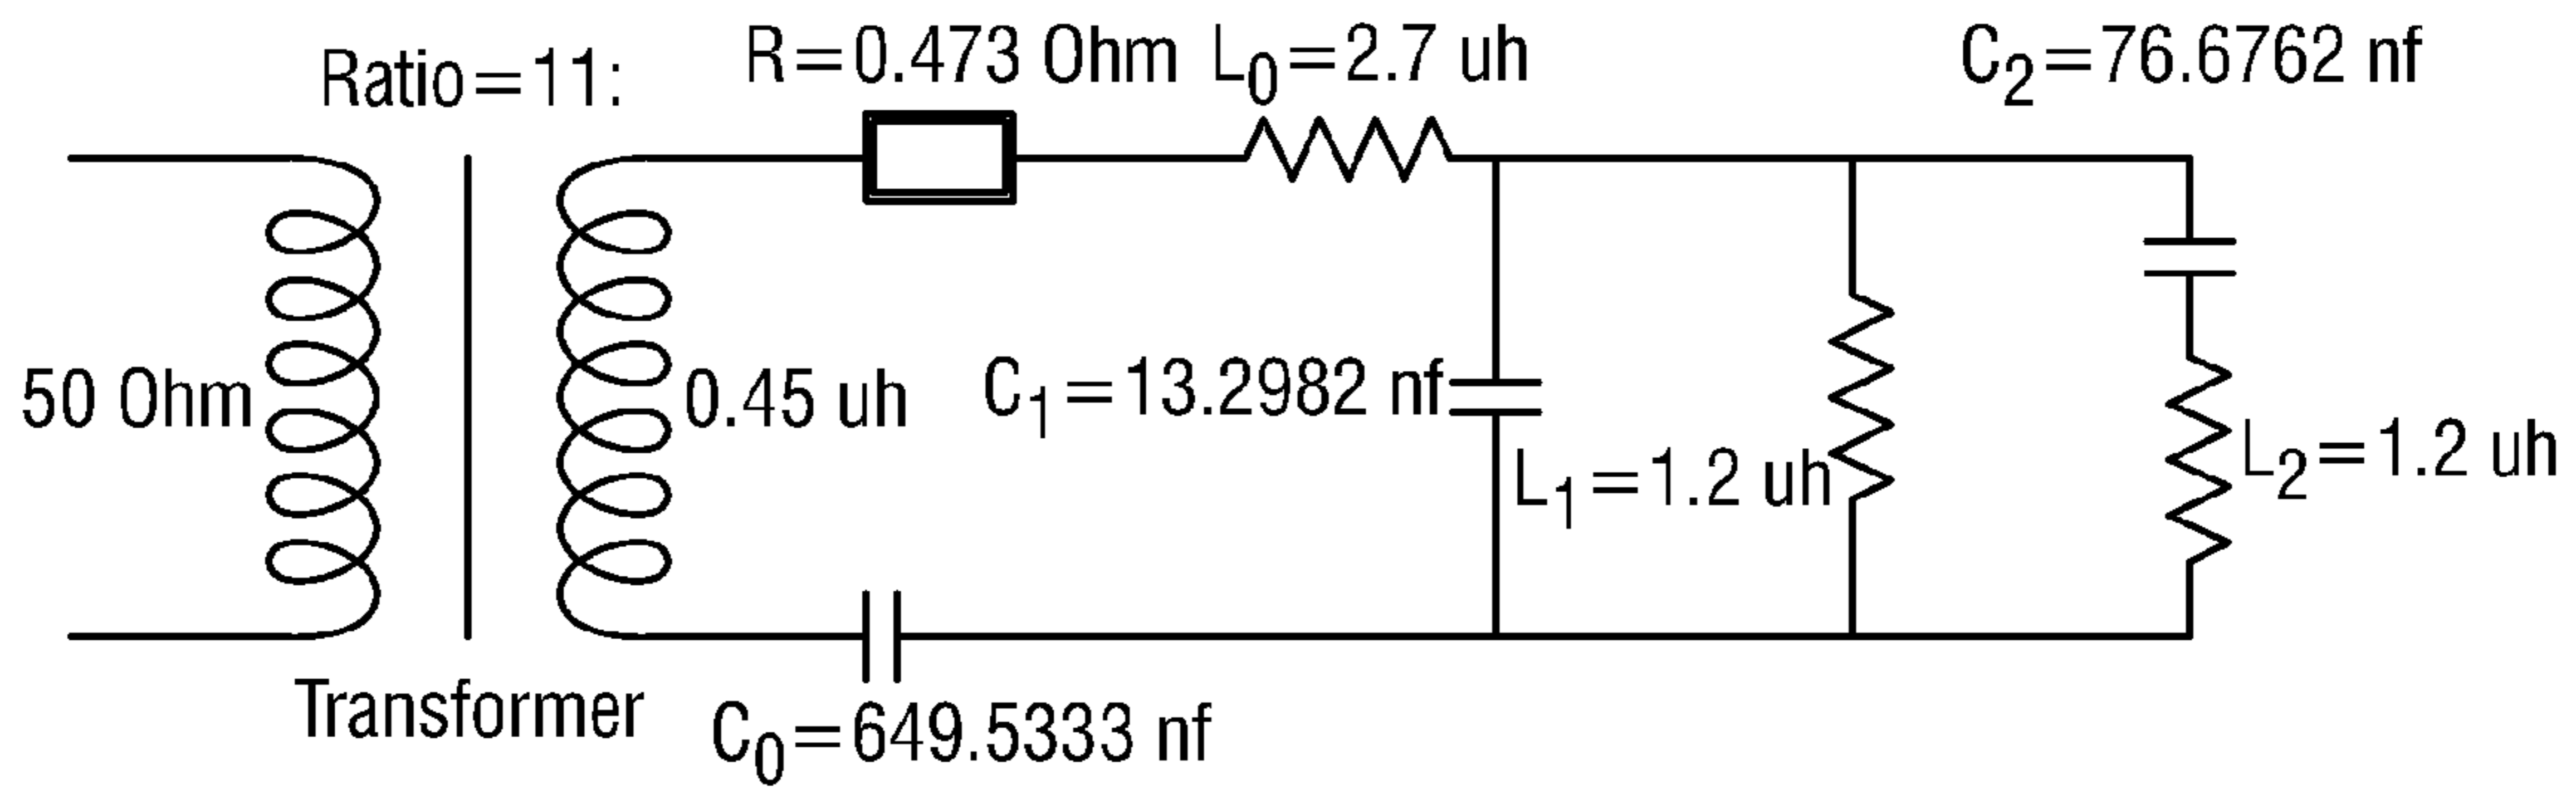 Ratio=11:
R=0.473 Ohm
L0=2.7 uh
C2=76.6762 nf
50 Ohm
0.45 uh
C1=13.2982 nf
L1=1.2 uh
L2=1.2 uh
Transformer
C0=649.5333 nf